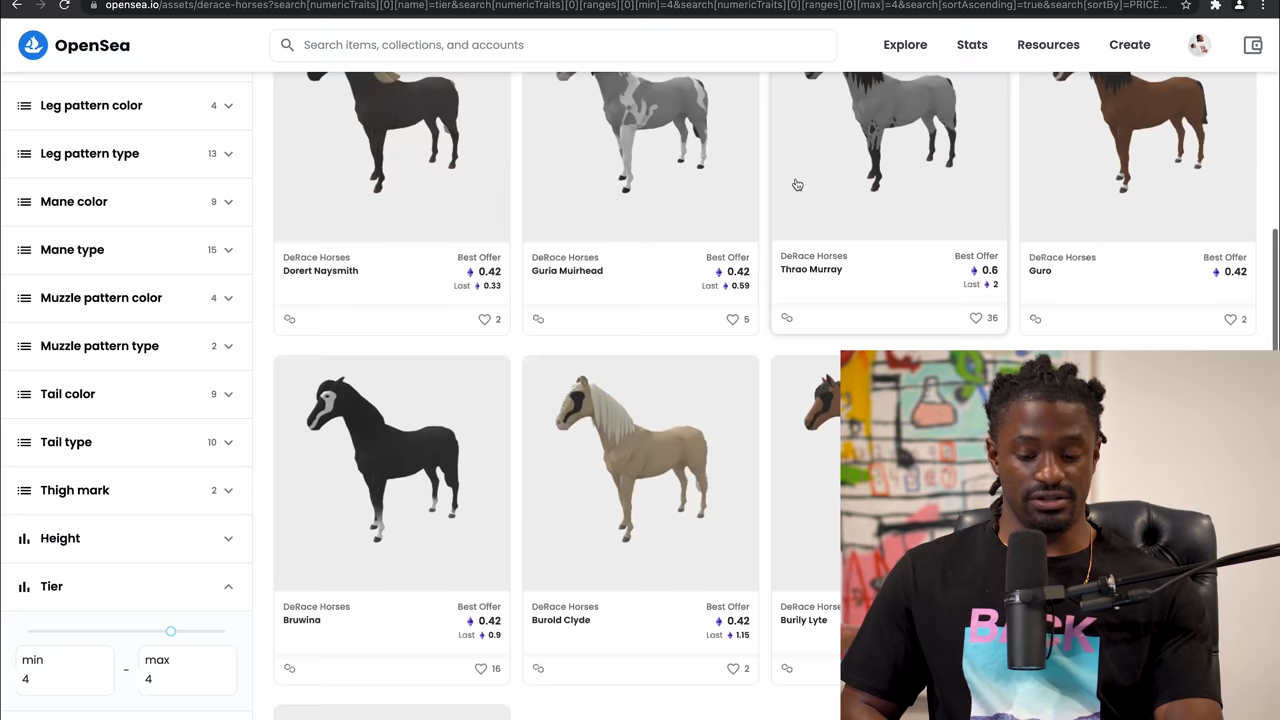 opensea.io/assets/derace-horses?search[numericTraits][0][name]=tier&search[numericTraits][0][ranges][0][min]=4&search[numericTraits][0][ranges][0][max]=4&search[sortAscending]=true&search[sortBy]=PRICE...
OpenSea
Search items, collections, and accounts
Explore
Stats
Resources
Create
Leg pattern color 4
Leg pattern type 13
Mane color 9
Mane type 15
Muzzle pattern color 4
Muzzle pattern type 2
Tail color 9
Tail type 10
Thigh mark 2
Height
Tier
min
4
-
max
4
DeRace Horses Best Offer
Dorert Naysmith 0.42
Last 0.33
2
DeRace Horses Best Offer
Guria Muirhead 0.42
Last 0.59
5
DeRace Horses Best Offer
Thrao Murray 0.6
Last 2
36
DeRace Horses Best Offer
Guro 0.42
2
DeRace Horses Best Offer
Bruwina 0.42
Last 0.9
16
DeRace Horses Best Offer
Burold Clyde 0.42
Last 1.15
2
DeRace Horse
Burily Lyte
BACK